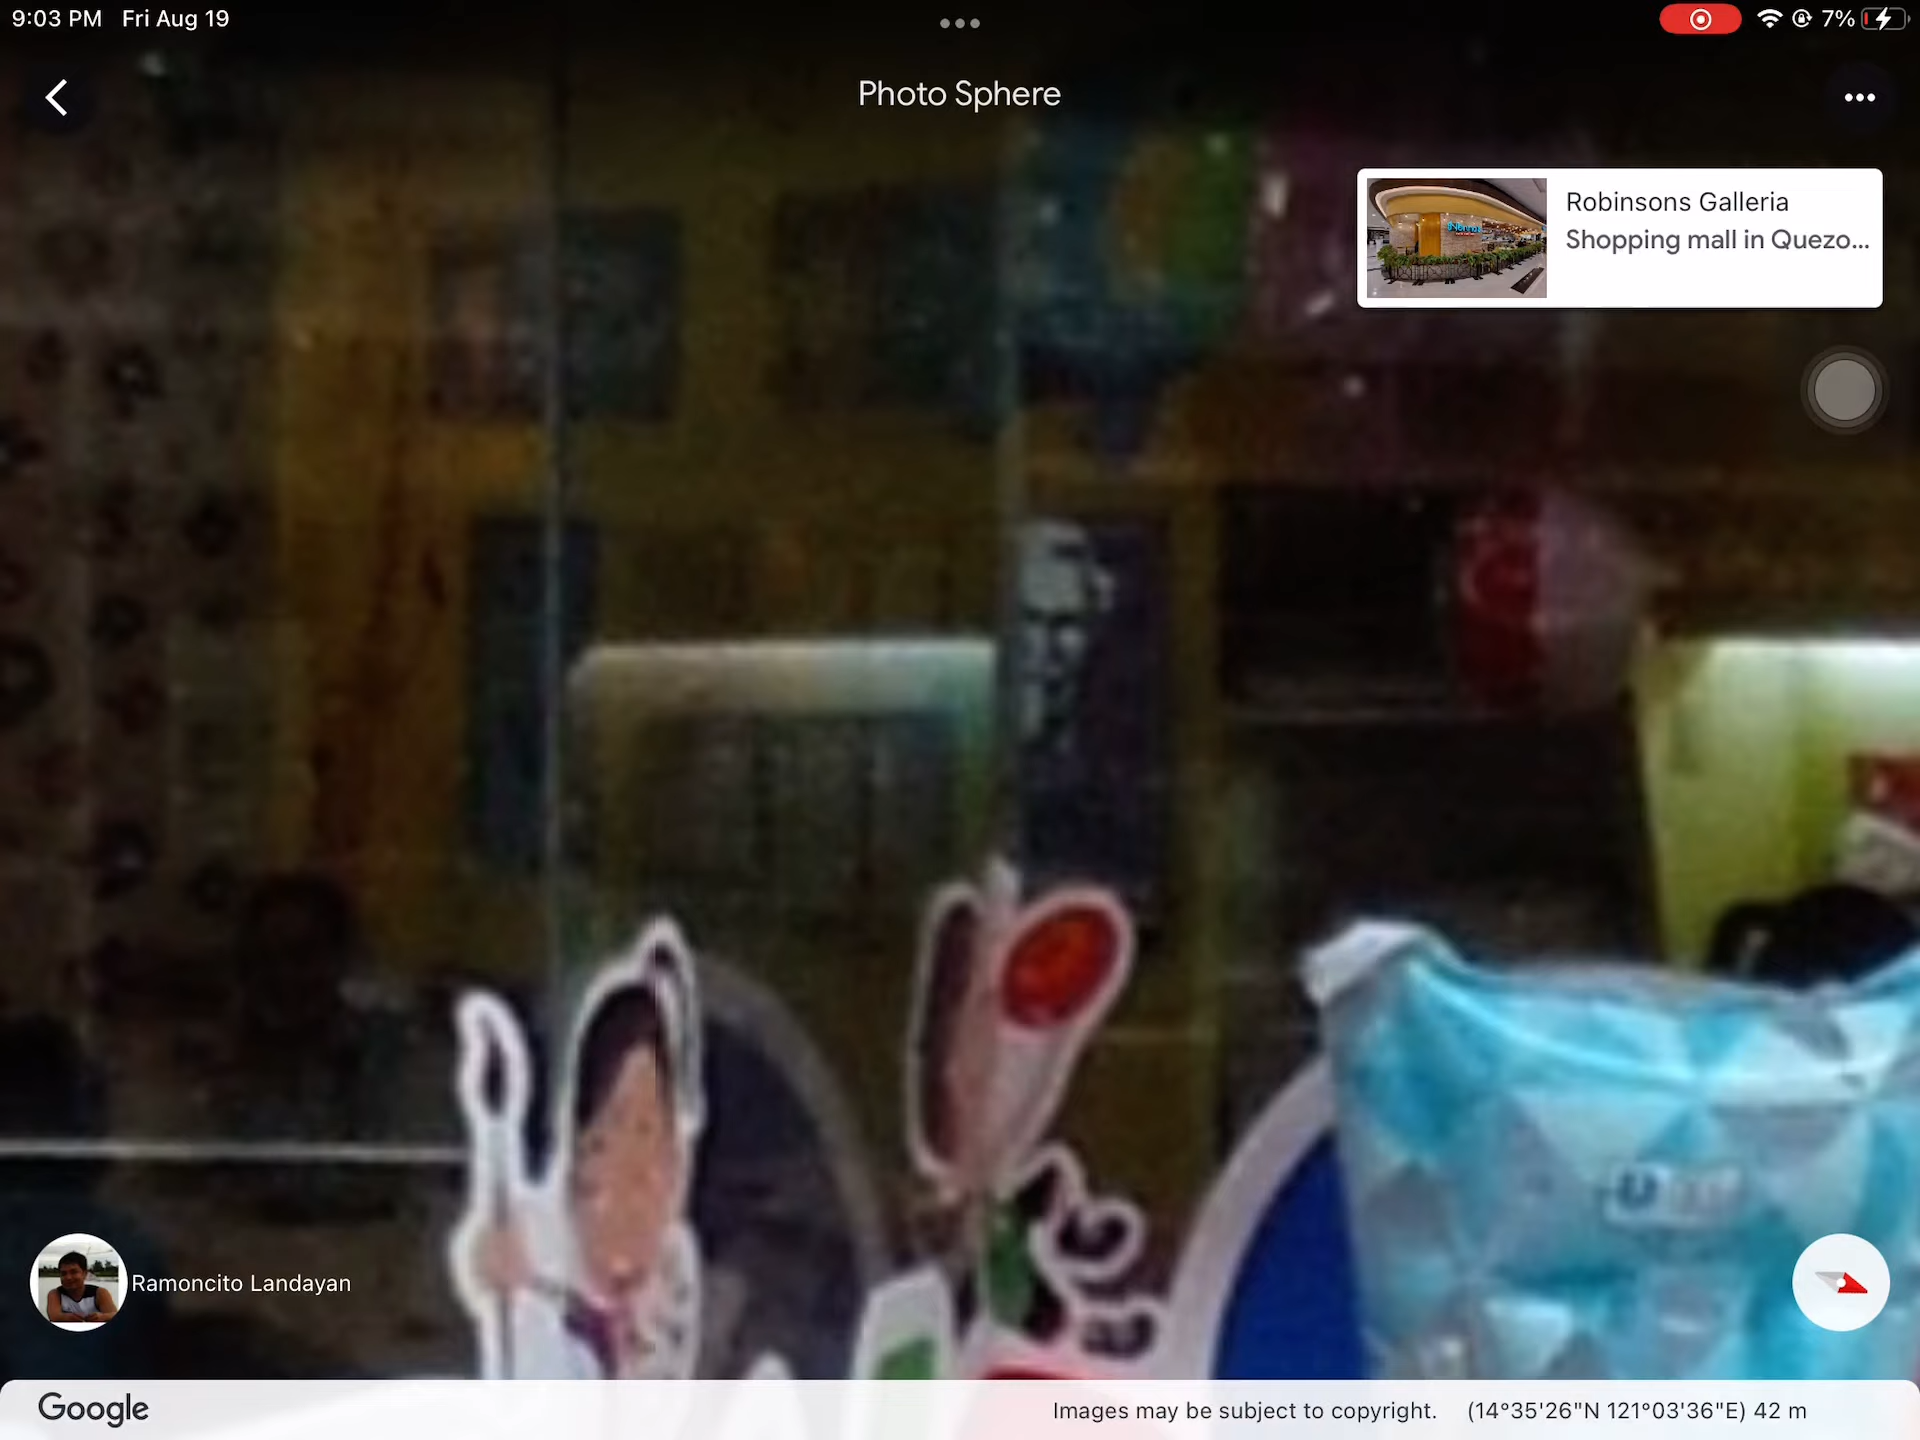 9:03 PM Fri Aug 19
7%
Photo Sphere
Robinsons Galleria
Shopping mall in Quezo...
Ramoncito Landayan
Google
Images may be subject to copyright. (14°35'26"N 121°03'36"E) 42 m